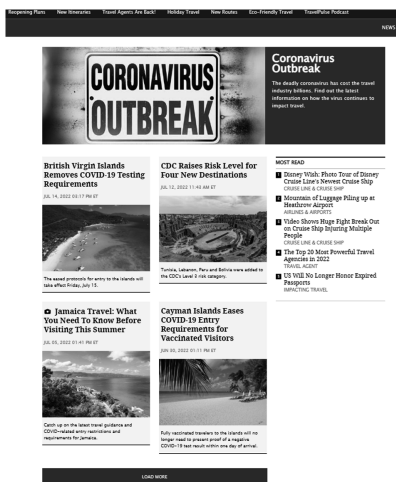 Reopening Plans New Itineraries Travel Agents Are Back! Holiday Travel New Routes Eco-Friendly Travel TravelPulse Podcast
NEWS
CORONAVIRUS
OUTBREAK
Coronavirus
Outbreak
The deadly coronavirus has cost the travel
industry billions. Find out the latest
information on how the virus continues to
impact travel.
British Virgin Islands
Removes COVID-19 Testing
Requirements
JUL 14, 2022 03:17 PM ET
The eased protocols for entry to the islands will
take effect Friday, July 15.
CDC Raises Risk Level for
Four New Destinations
JUL 12, 2022 11:43 AM ET
Tunisia, Lebanon, Peru and Bolivia were added to
the CDC's Level 3 risk category.
MOST READ
1 Disney Wish: Photo Tour of Disney
Cruise Line's Newest Cruise Ship
CRUISE LINE & CRUISE SHIP
2 Mountain of Luggage Piling up at
Heathrow Airport
AIRLINES & AIRPORTS
3 Video Shows Huge Fight Break Out
on Cruise Ship Injuring Multiple
People
CRUISE LINE & CRUISE SHIP
4 The Top 20 Most Powerful Travel
Agencies in 2022
TRAVEL AGENT
5 US Will No Longer Honor Expired
Passports
IMPACTING TRAVEL
Jamaica Travel: What
You Need To Know Before
Visiting This Summer
JUL 05, 2022 01:41 PM ET
Catch up on the latest travel guidance and
COVID-related entry restrictions and
requirements for Jamaica.
Cayman Islands Eases
COVID-19 Entry
Requirements for
Vaccinated Visitors
JUN 30, 2022 01:11 PM ET
Fully vaccinated travelers to the islands will no
longer need to present proof of a negative
COVID-19 test result within one day of arrival.
LOAD MORE